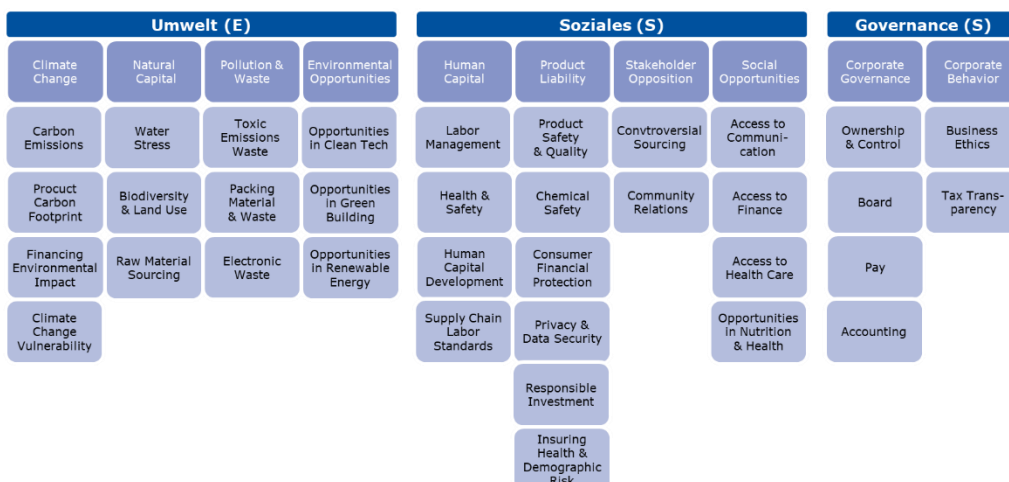 Umwelt (E)
Climate
Change
Natural
Capital
Pollution &
Waste
Environmental
Opportunities
Carbon
Emissions
Water
Stress
Toxic
Emissions
Waste
Opportunities
in Clean Tech
Procuct
Carbon
Footprint
Biodiversity
& Land Use
Packing
Material
& Waste
Opportunities
in Green
Building
Financing
Environmental
Impact
Raw Material
Sourcing
Electronic
Waste
Opportunities
in Renewable
Energy
Climate
Change
Vulnerability
Soziales (S)
Human
Capital
Product
Liability
Stakeholder
Opposition
Social
Opportunities
Labor
Management
Product
Safety
& Quality
Convtroversial
Sourcing
Access to
Communi-
cation
Health &
Safety
Chemical
Safety
Community
Relations
Access
to Finance
Human
Capital
Development
Consumer
Financial
Protection
Access to
Health Care
Supply Chain
Labor
Standards
Privacy &
Data Security
Opportunities
in Nutrition
& Health
Responsible
Investment
Insuring
Health &
Demographic
Risk
Governance (S)
Corporate
Governance
Corporate
Behavior
Ownership
& Control
Business
Ethics
Board
Tax Trans-
parency
Pay
Accounting